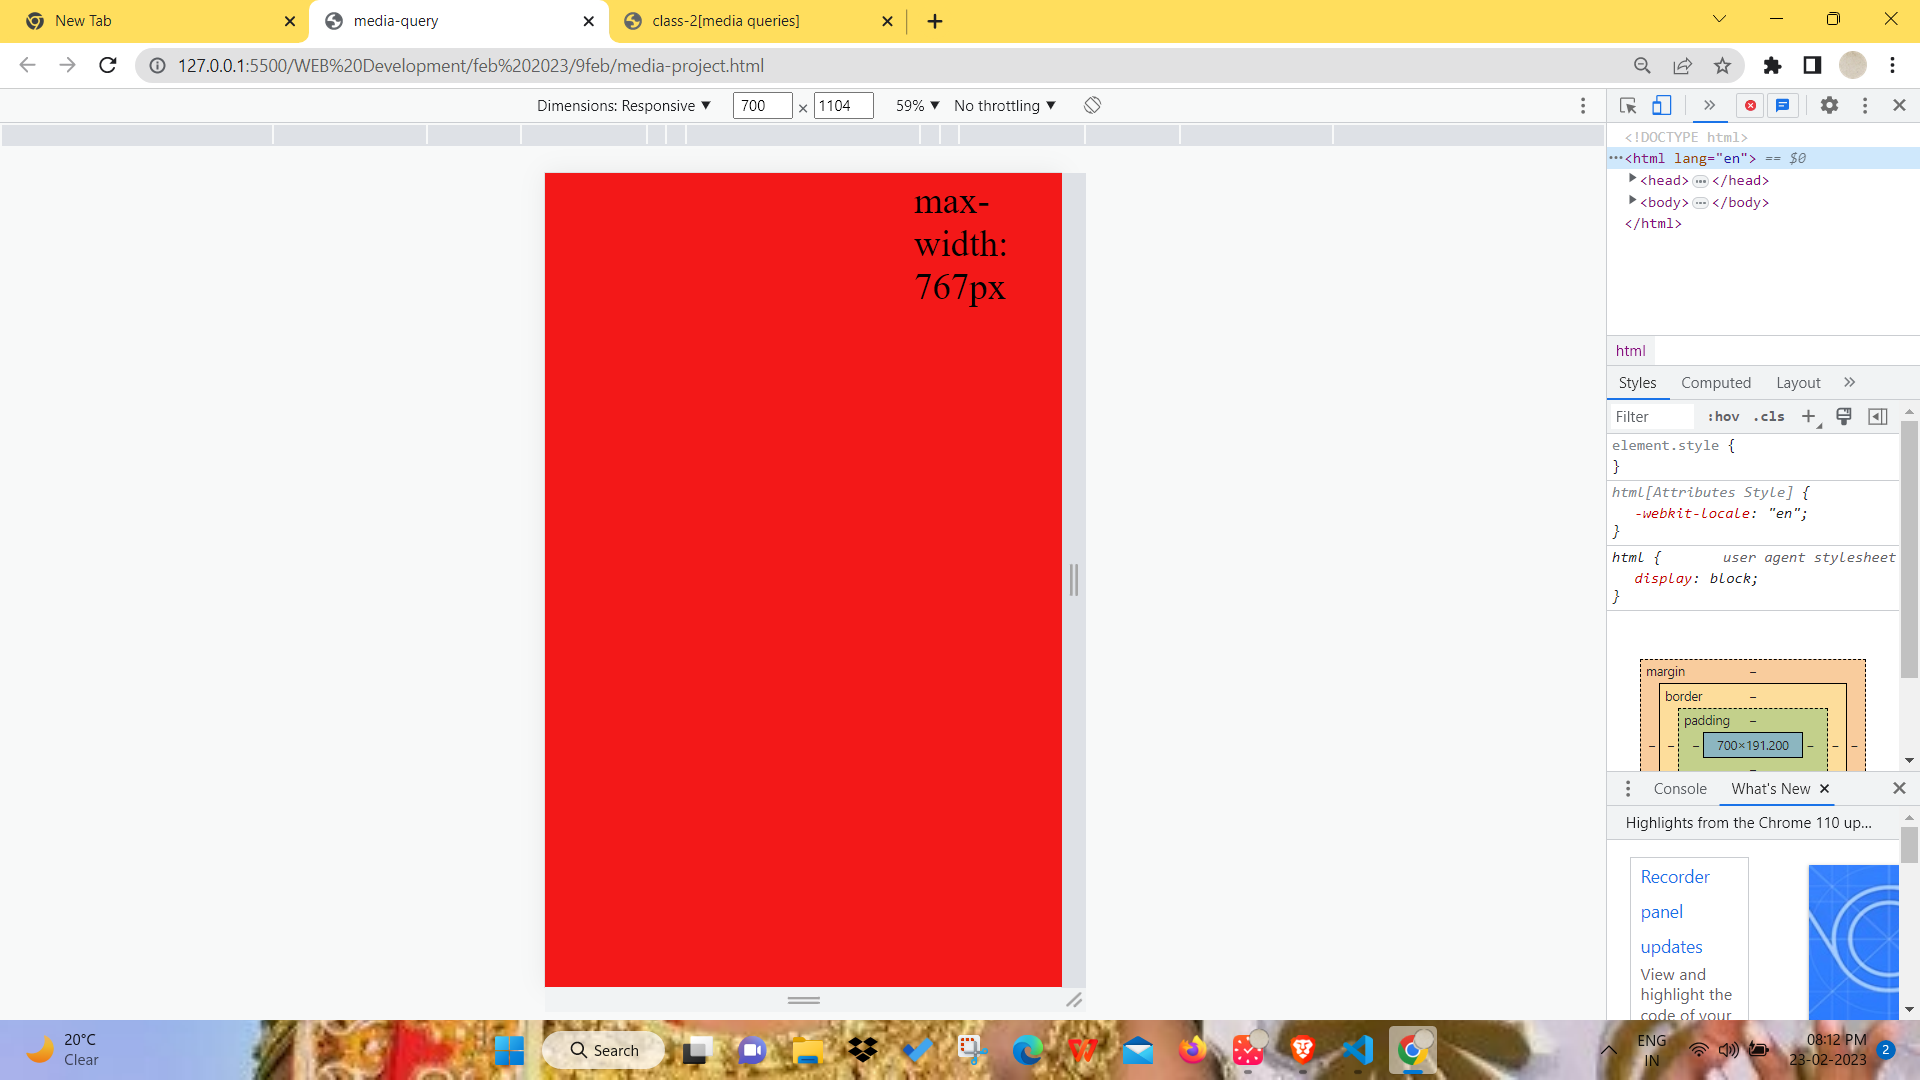 New Tab
media-query
class-2[media queries]
127.0.0.1:5500/WEB%20Development/feb%202023/9feb/media-project.html
Dimensions: Responsive ▼ 700 × 1104 59% ▼ No throttling ▼
max-
width:
767px
<!DOCTYPE html>
<html lang="en"> == $0
<head> </head>
<body> </body>
</html>
html
Styles Computed Layout
Filter :hov .cls
element.style {
}
html[Attributes Style] {
-webkit-locale: "en";
}
html { user agent stylesheet
display: block;
}
margin –
border –
padding –
– – – 700×191.200 – – –
–
Console What's New
Highlights from the Chrome 110 up...
Recorder
panel
updates
View and
highlight the
code of your
20°C
Clear
Search
ENG
IN
08:12 PM
23-02-2023
2